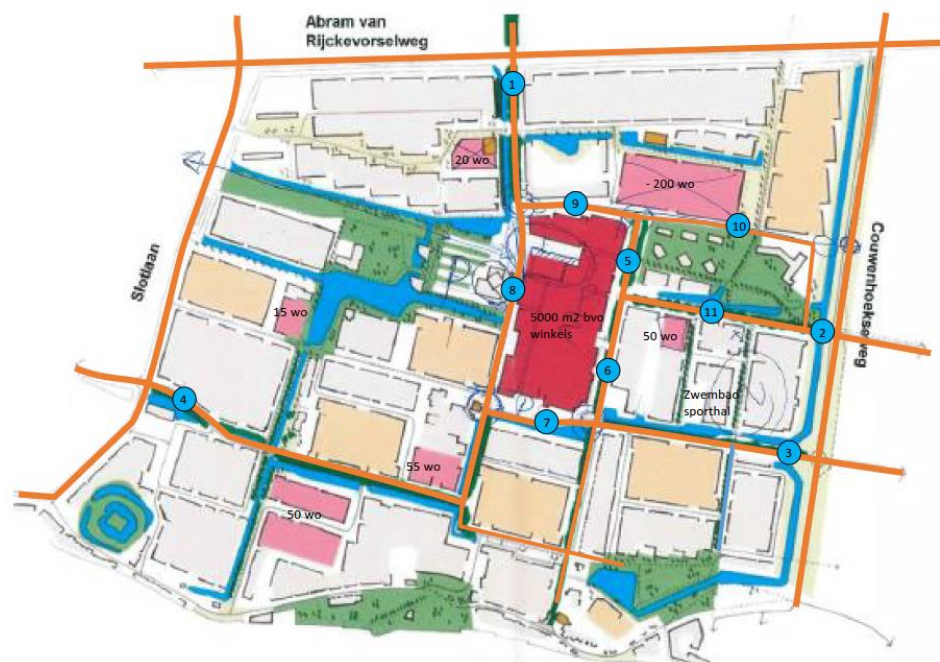 Abram van
Rijckevorselweg
1
20 wo
- 200 wo
9
10
5
Slotlaan
Couwenhoekseweg
8
15 wo
5000 m2 bvo
winkels
11
50 wo
2
6
Zwembad
sporthal
4
7
3
55 wo
50 wo